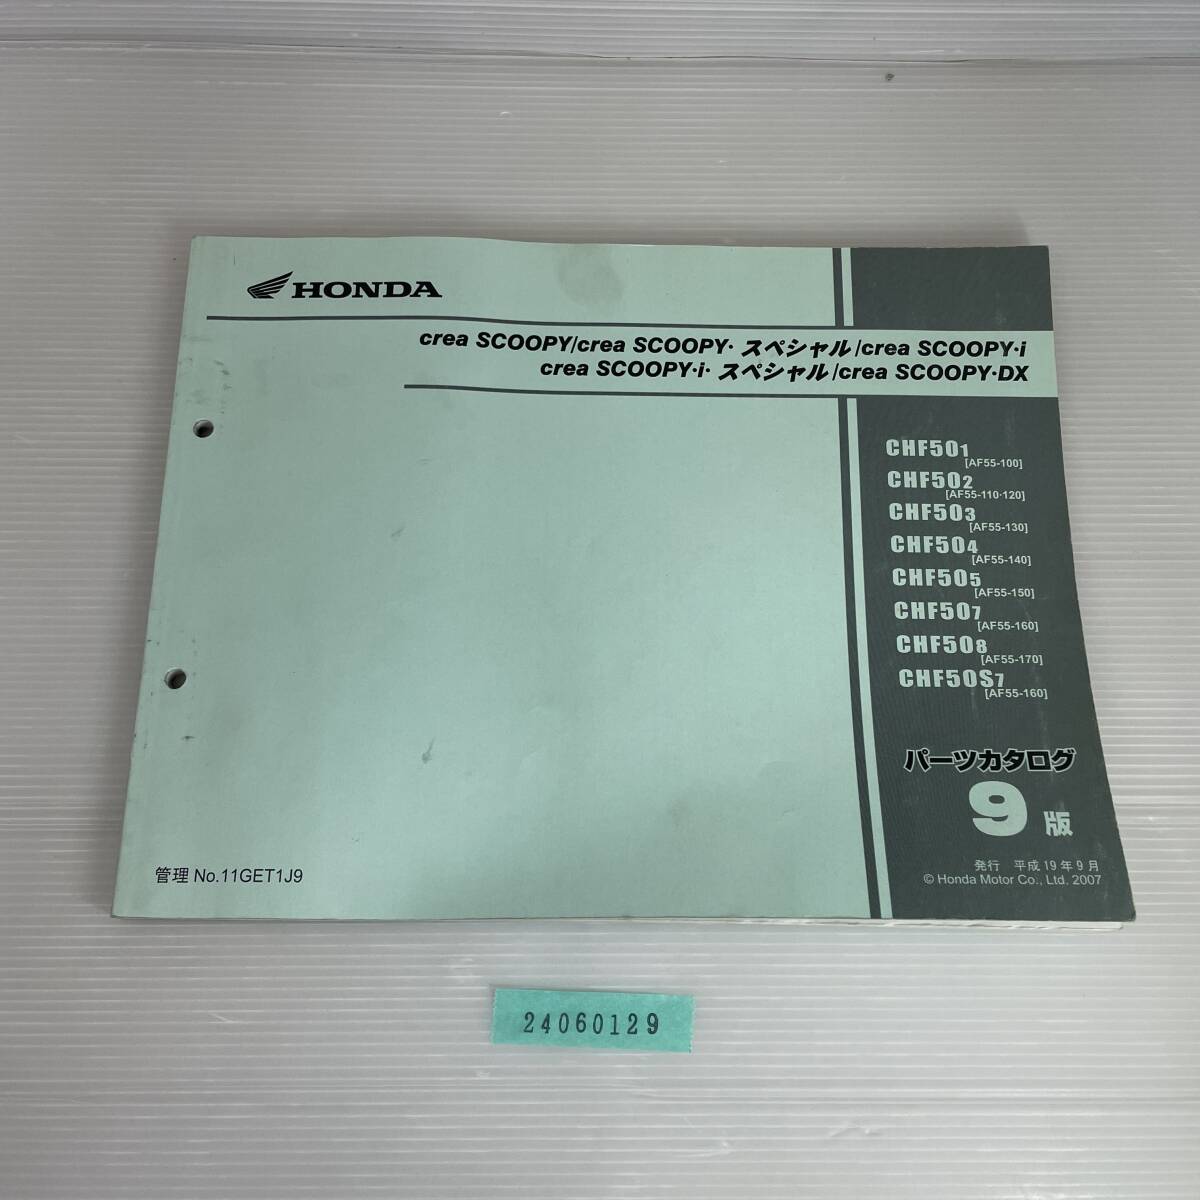 HONDA
crea SCOOPY/crea SCOOPY・スペシャル/crea SCOOPY・i
crea SCOOPY・i・スペシャル/crea SCOOPY・DX
CHF501
[AF55-100]
CHF502
[AF55-110・120]
CHF503
[AF55-130]
CHF504
[AF55-140]
CHF505
[AF55-150]
CHF507
[AF55-160]
CHF508
[AF55-170]
CHF50S7
[AF55-160]
パーツカタログ
9 版
発行 平成19年9月
© Honda Motor Co., Ltd. 2007
管理 No.11GET1J9
24060129